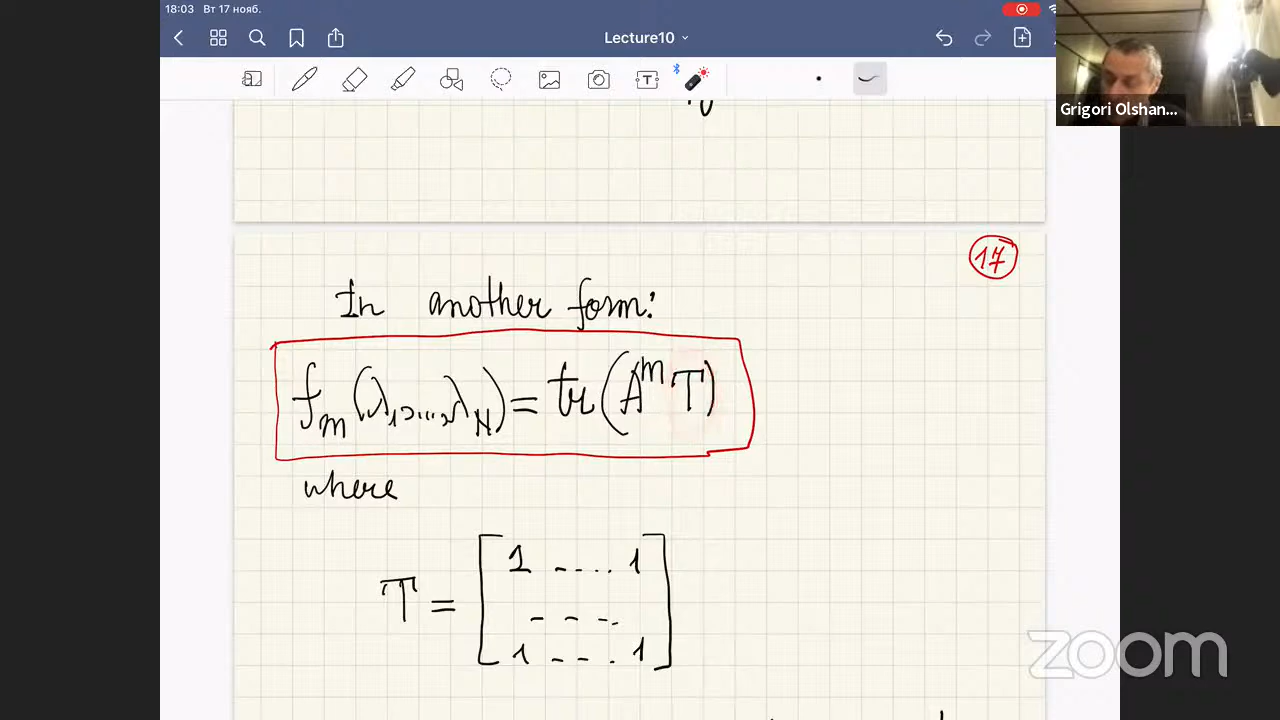 18:03 Вт 17 нояб.
Lecture10
Grigori Olshan...
17
In another form:
f_m(λ_1,...,λ_N) = tr(A^m T)
where
T = [1 ---- 1
- - - -
1 --- 1]
zoom